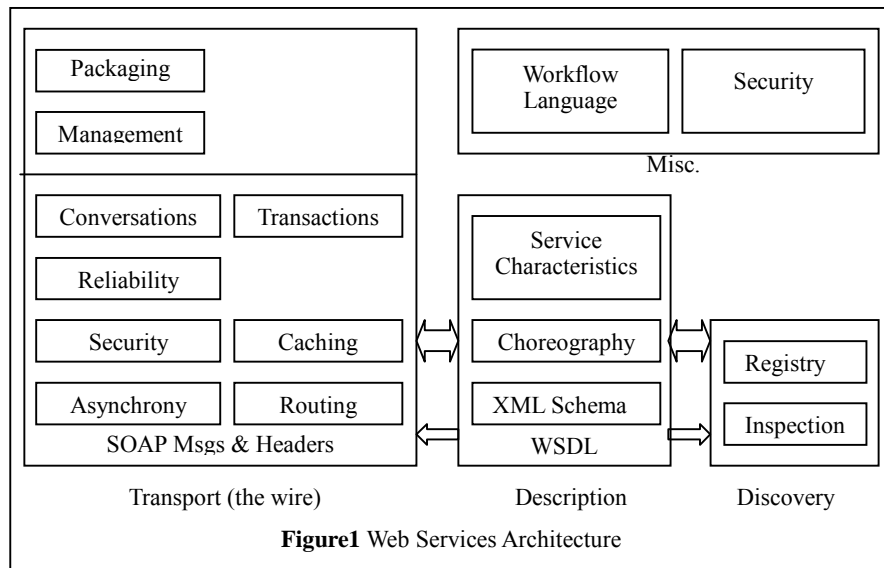 Packaging
Management
Conversations
Transactions
Reliability
Security
Caching
Asynchrony
Routing
SOAP Msgs & Headers
Transport (the wire)
Workflow
Language
Security
Misc.
Service
Characteristics
Choreography
XML Schema
WSDL
Description
Registry
Inspection
Discovery
Figure1 Web Services Architecture